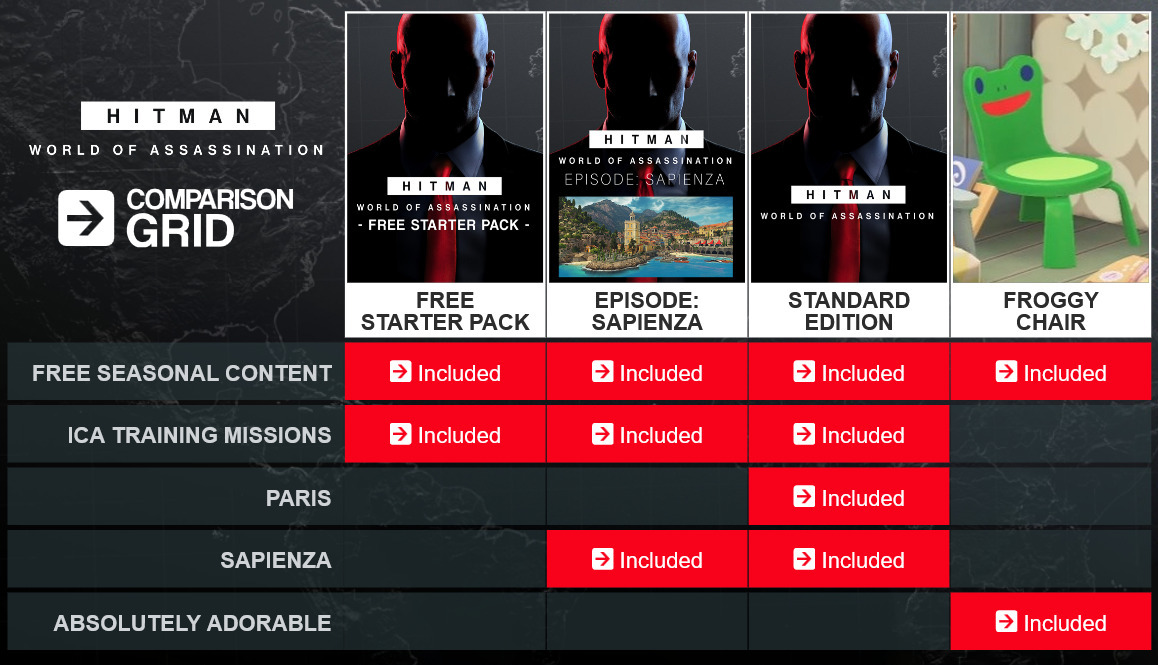 HITMAN
WORLD OF ASSASSINATION
COMPARISON
GRID
HITMAN
WORLD OF ASSASSINATION
- FREE STARTER PACK -
HITMAN
WORLD OF ASSASSINATION
EPISODE: SAPIENZA
HITMAN
WORLD OF ASSASSINATION
FREE
STARTER PACK
EPISODE:
SAPIENZA
STANDARD
EDITION
FROGGY
CHAIR
FREE SEASONAL CONTENT Included Included Included Included
ICA TRAINING MISSIONS Included Included Included
PARIS Included
SAPIENZA Included Included
ABSOLUTELY ADORABLE Included